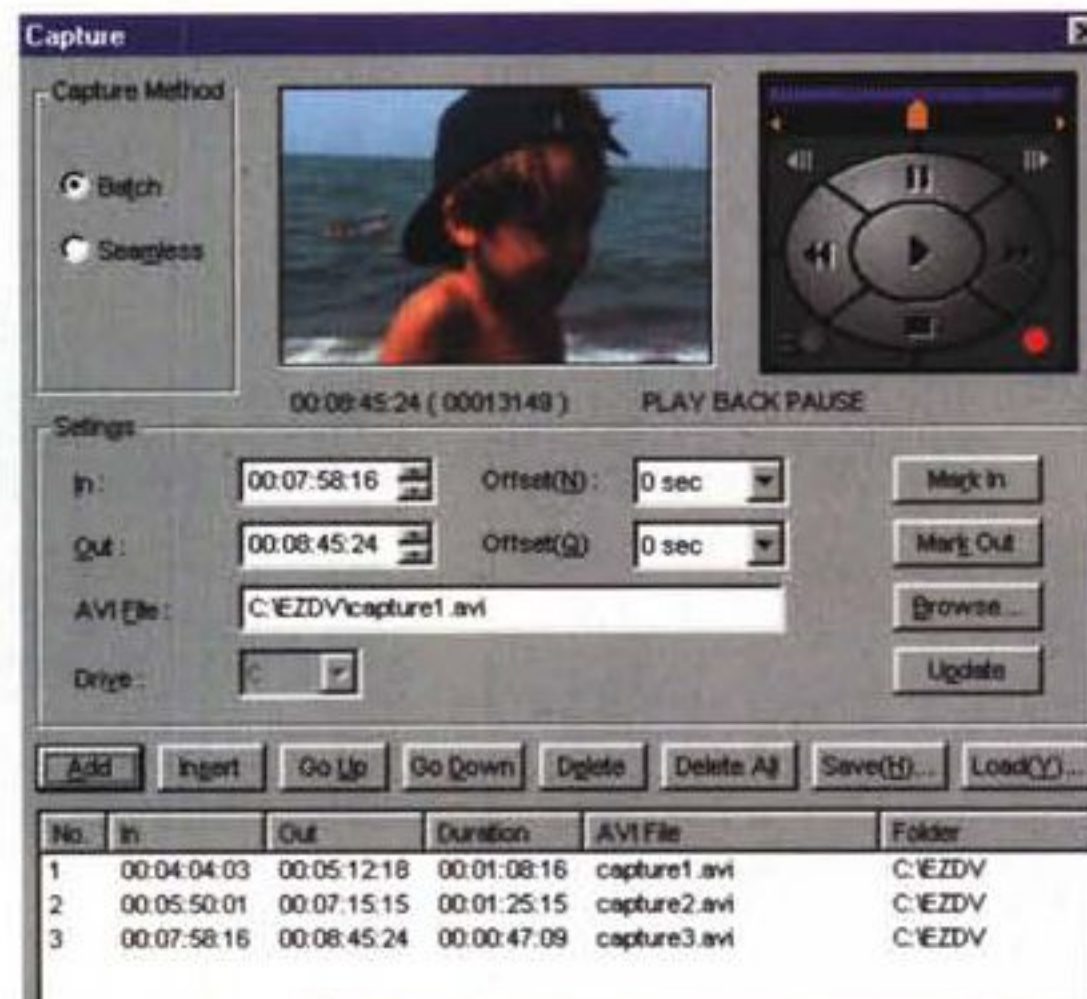 Capture
Capture Method
Batch
Seamless
00:08:45:24 ( 00013149 ) PLAY BACK PAUSE
Settings
In : 00:07:58:16 Offset(N) : 0 sec Mark In
Out : 00:08:45:24 Offset(Q) 0 sec Mark Out
AVI File : C:\EZDV\capture1.avi Browse...
Drive : C Update
Add Insert Go Up Go Down Delete Delete All Save(H)... Load(Y)...
No. In Out Duration AVI File Folder
1 00:04:04:03 00:05:12:18 00:01:08:16 capture1.avi C:\EZDV
2 00:05:50:01 00:07:15:15 00:01:25:15 capture2.avi C:\EZDV
3 00:07:58:16 00:08:45:24 00:00:47:09 capture3.avi C:\EZDV